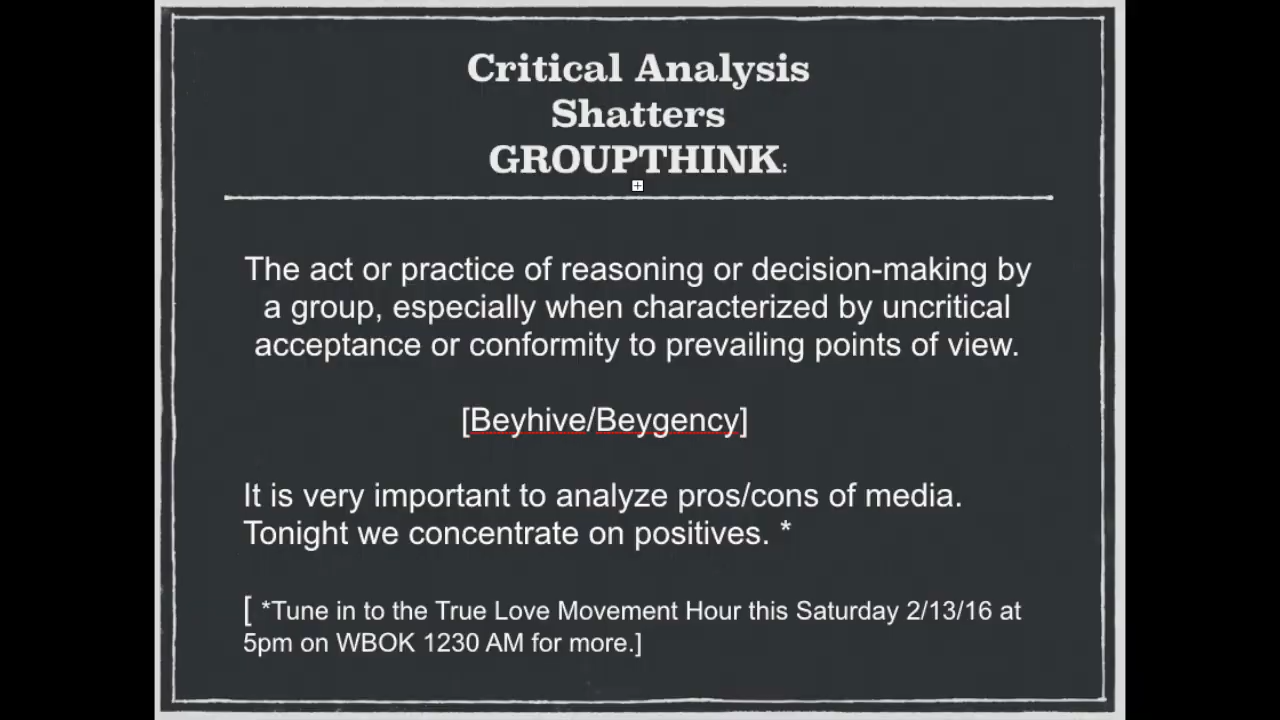 Critical Analysis
Shatters
GROUPTHINK:
The act or practice of reasoning or decision-making by
a group, especially when characterized by uncritical
acceptance or conformity to prevailing points of view.
[Beyhive/Beygency]
It is very important to analyze pros/cons of media.
Tonight we concentrate on positives. *
[ *Tune in to the True Love Movement Hour this Saturday 2/13/16 at
5pm on WBOK 1230 AM for more.]